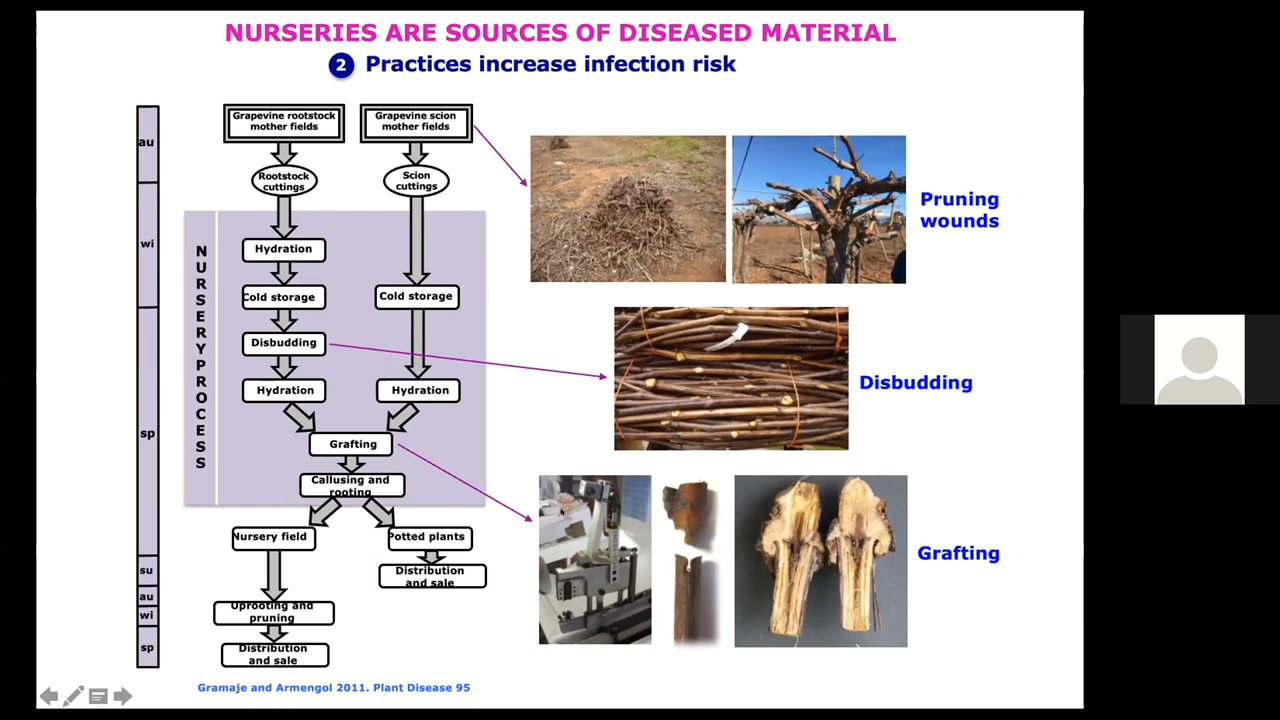 NURSERIES ARE SOURCES OF DISEASED MATERIAL
2 Practices increase infection risk
au
wi
sp
su
au
wi
sp
Grapevine rootstock
mother fields
Grapevine scion
mother fields
Rootstock
cuttings
Scion
cuttings
NURSERY PROCESS
Hydration
Cold storage
Cold storage
Disbudding
Hydration
Hydration
Grafting
Callusing and
rooting
Nursery field
Potted plants
Distribution
and sale
Uprooting and
pruning
Distribution
and sale
Pruning
wounds
Disbudding
Grafting
Gramaje and Armengol 2011. Plant Disease 95